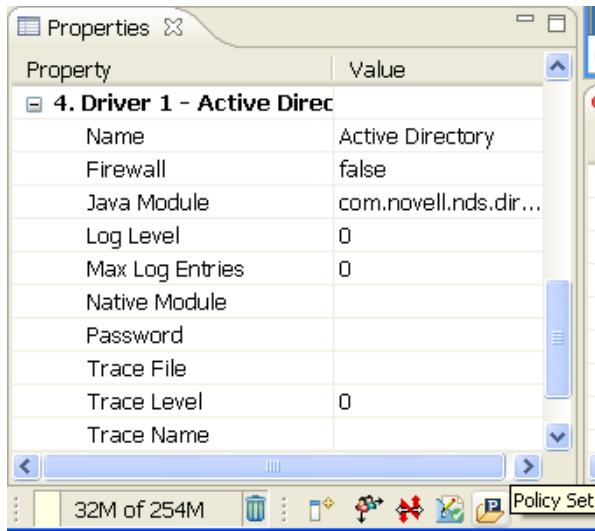 Properties
Property Value
4. Driver 1 - Active Direc
Name Active Directory
Firewall false
Java Module com.novell.nds.dir...
Log Level 0
Max Log Entries 0
Native Module
Password
Trace File
Trace Level 0
Trace Name
32M of 254M
Policy Set